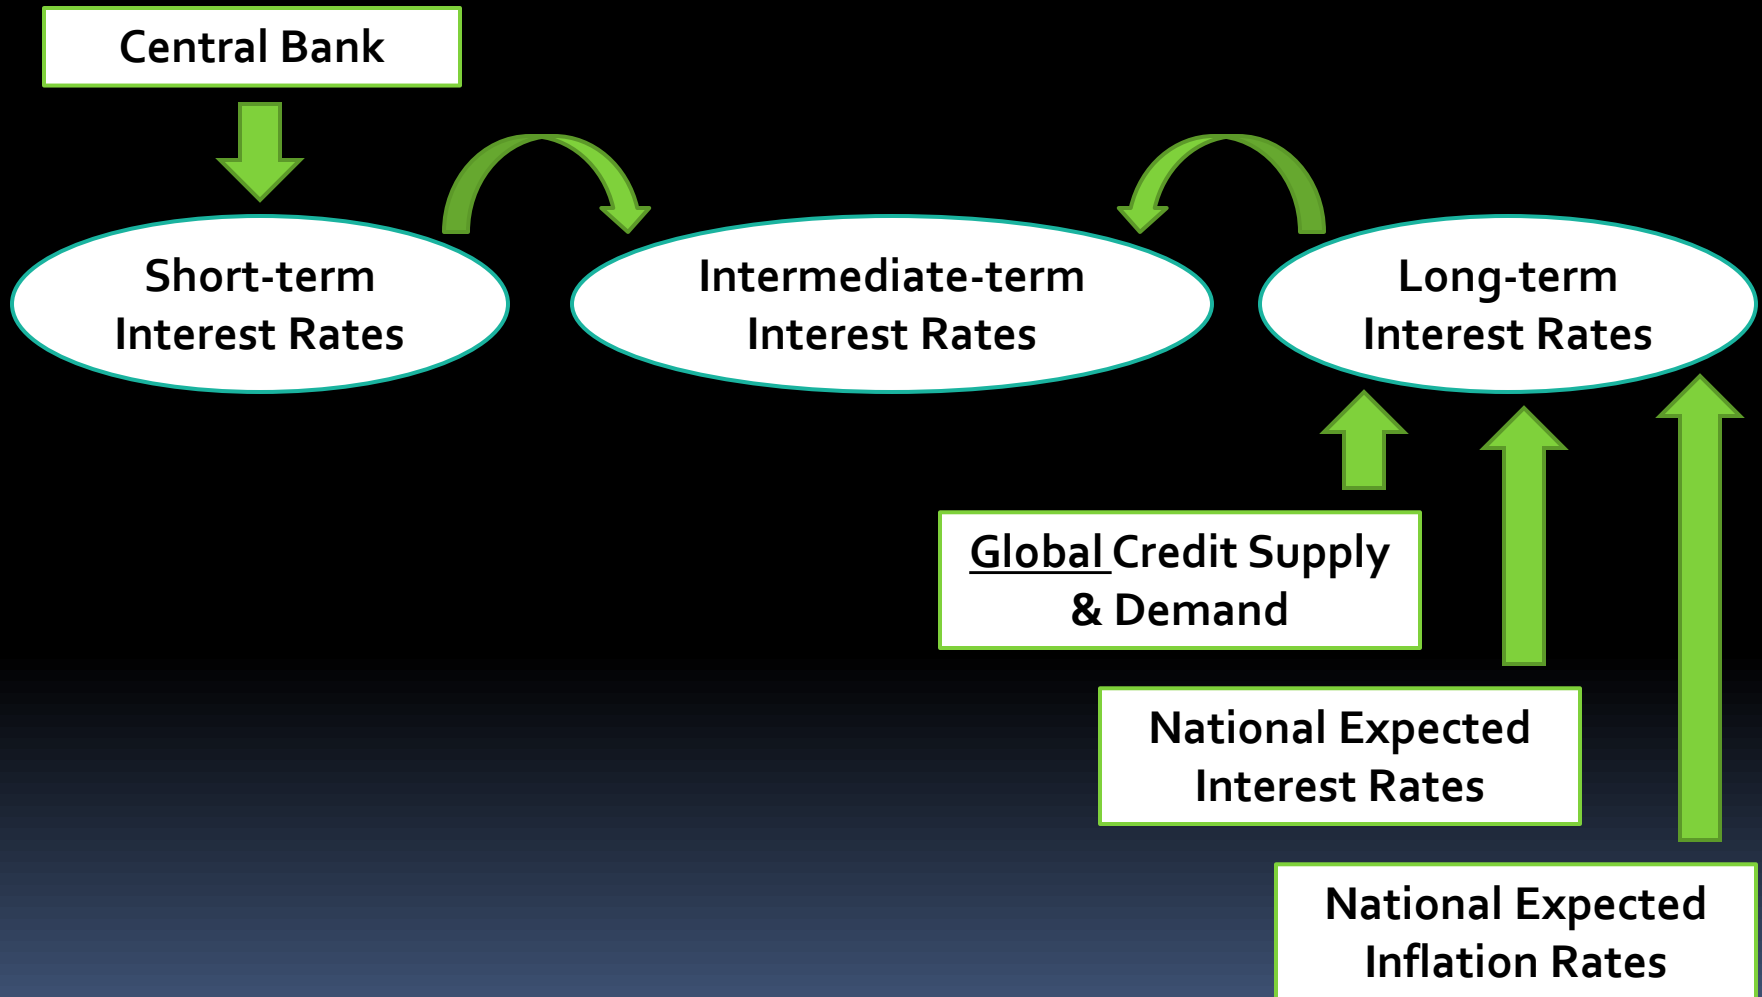 Central Bank
Short-term
Interest Rates
Intermediate-term
Interest Rates
Long-term
Interest Rates
Global Credit Supply
& Demand
National Expected
Interest Rates
National Expected
Inflation Rates